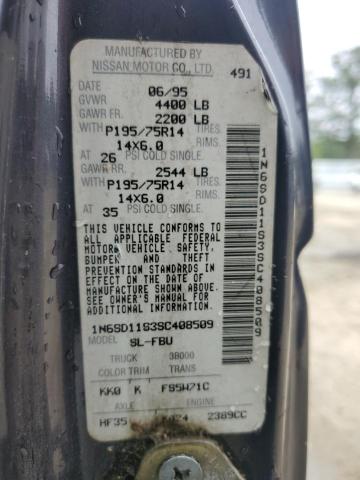 MANUFACTURED BY
NISSAN MOTOR CO., LTD. 491
DATE 06/95
GVWR 4400 LB
GAWR FR. 2200 LB
WITH P195/75R14 TIRES,
14X6.0 RIMS,
AT 26 PSI COLD SINGLE
GAWR RR. 2544 LB
WITH P195/75R14 TIRES,
14X6.0 RIMS,
AT 35 PSI COLD SINGLE
THIS VEHICLE CONFORMS TO
ALL APPLICABLE FEDERAL
MOTOR VEHICLE SAFETY,
BUMPER AND THEFT
PREVENTION STANDARDS IN
EFFECT ON THE DATE OF
MANUFACTURE SHOWN ABOVE.
SEE OWNER'S MANUAL FOR
ADDITIONAL INFORMATION.
1N6SD11S3SC408509
MODEL SL-FBU
TRUCK 3B000
COLOR TRIM TRANS
KK0 K FS5W71C
AXLE ENGINE
HF35 2389CC
1N6SD11S3SC408509